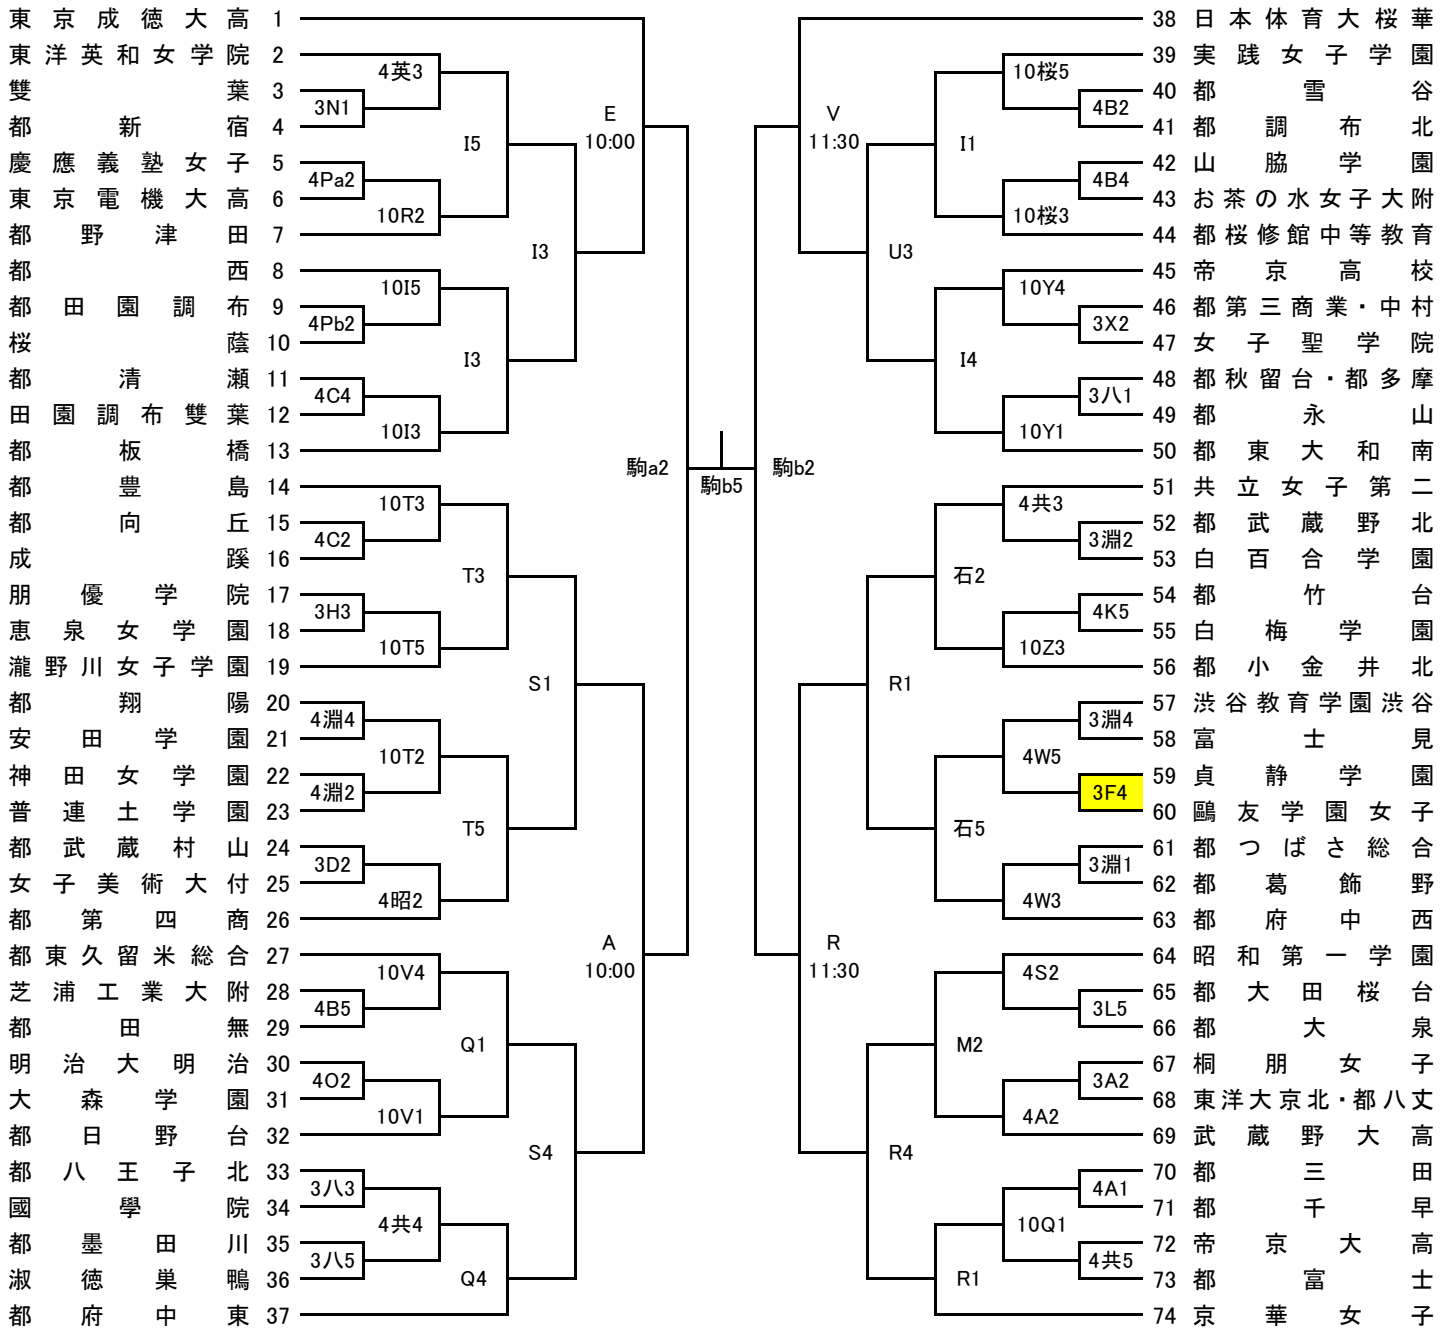 東京成徳大高 1
東洋英和女学院 2
雙葉 3
都新宿 4
慶應義塾女子 5
東京電機大高 6
都野津田 7
都西 8
都田園調布 9
桜蔭 10
都清瀬 11
田園調布雙葉 12
都板橋 13
都豊島 14
都向丘 15
成蹊 16
朋優学院 17
恵泉女学園 18
瀧野川女子学園 19
都翔陽 20
安田学園 21
神田女学園 22
普連土学園 23
都武蔵村山 24
女子美術大付 25
都第四商 26
都東久留米総合 27
芝浦工業大附 28
都田無 29
明治大明治 30
大森学園 31
都日野台 32
都八王子北 33
國學院 34
都墨田川 35
淑徳巣鴨 36
都府中東 37
4英3
3N1
4Pa2
10R2
10I5
4Pb2
4C4
10I3
10T3
4C2
3H3
10T5
4淵4
10T2
4淵2
3D2
4昭2
10V4
4B5
4O2
10V1
3八3
4共4
3八5
I5
I3
T3
T5
Q1
Q4
I3
S1
S4
E
10:00
A
10:00
駒a2
駒b5
駒b2
V
11:30
R
11:30
U3
R1
R4
I1
I4
石2
石5
M2
R1
10桜5
4B2
4B4
10桜3
10Y4
3X2
3八1
10Y1
4共3
3淵2
4K5
10Z3
3淵4
4W5
3F4
3淵1
4W3
4S2
3L5
3A2
4A2
4A1
10Q1
4共5
38 日本体育大桜華
39 実践女子学園
40 都雪谷
41 都調布北
42 山脇学園
43 お茶の水女子大附
44 都桜修館中等教育
45 帝京高校
46 都第三商業・中村
47 女子聖学院
48 都秋留台・都多摩
49 都永山
50 都東大和南
51 共立女子第二
52 都武蔵野北
53 白百合学園
54 都竹台
55 白梅学園
56 都小金井北
57 渋谷教育学園渋谷
58 富士見
59 貞静学園
60 鷗友学園女子
61 都つばさ総合
62 都葛飾野
63 都府中西
64 昭和第一学園
65 都大田桜台
66 都大泉
67 桐朋女子
68 東洋大京北・都八丈
69 武蔵野大高
70 都三田
71 都千早
72 帝京大高
73 都富士
74 京華女子